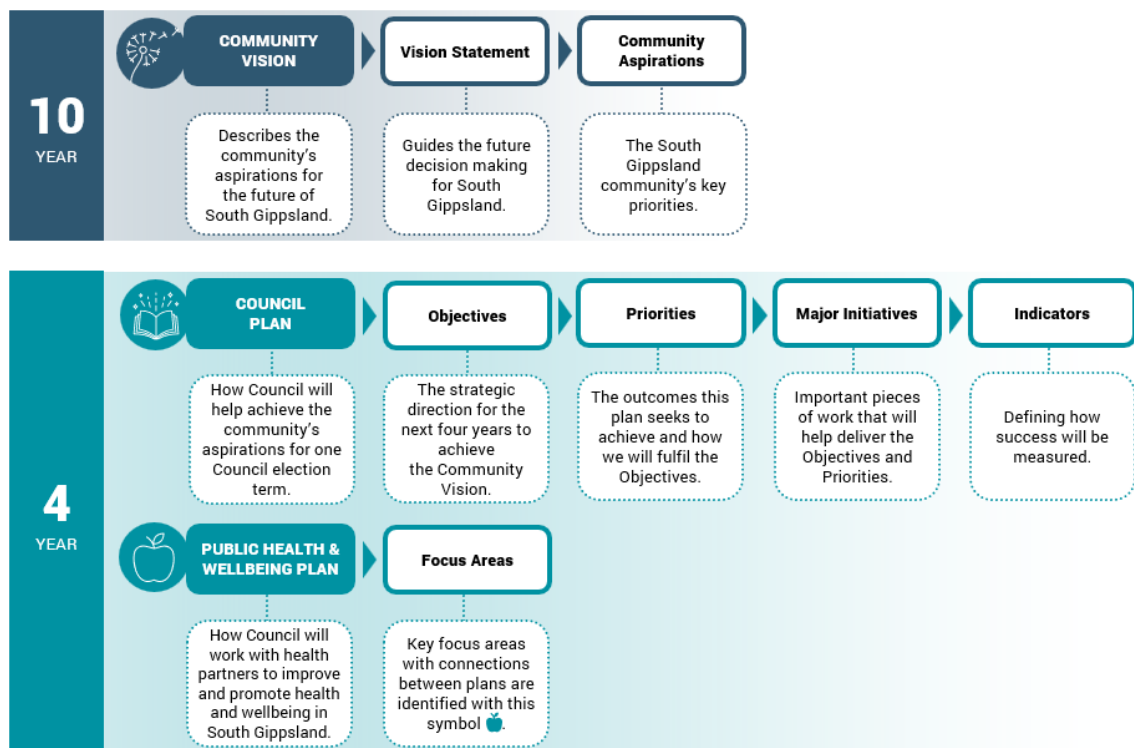 10
YEAR
COMMUNITY
VISION
Vision Statement
Community
Aspirations
Describes the
community's
aspirations for
the future of
South Gippsland.
Guides the future
decision making
for South
Gippsland.
The South
Gippsland
community's key
priorities.
4
YEAR
COUNCIL
PLAN
Objectives
Priorities
Major Initiatives
Indicators
How Council will
help achieve the
community's
aspirations for one
Council election
term.
The strategic
direction for the
next four years to
achieve
the Community
Vision.
The outcomes this
plan seeks to
achieve and how
we will fulfil the
Objectives.
Important pieces
of work that will
help deliver the
Objectives and
Priorities.
Defining how
success will be
measured.
PUBLIC HEALTH &
WELLBEING PLAN
Focus Areas
How Council will
work with health
partners to improve
and promote health
and wellbeing in
South Gippsland.
Key focus areas
with connections
between plans are
identified with this
symbol .